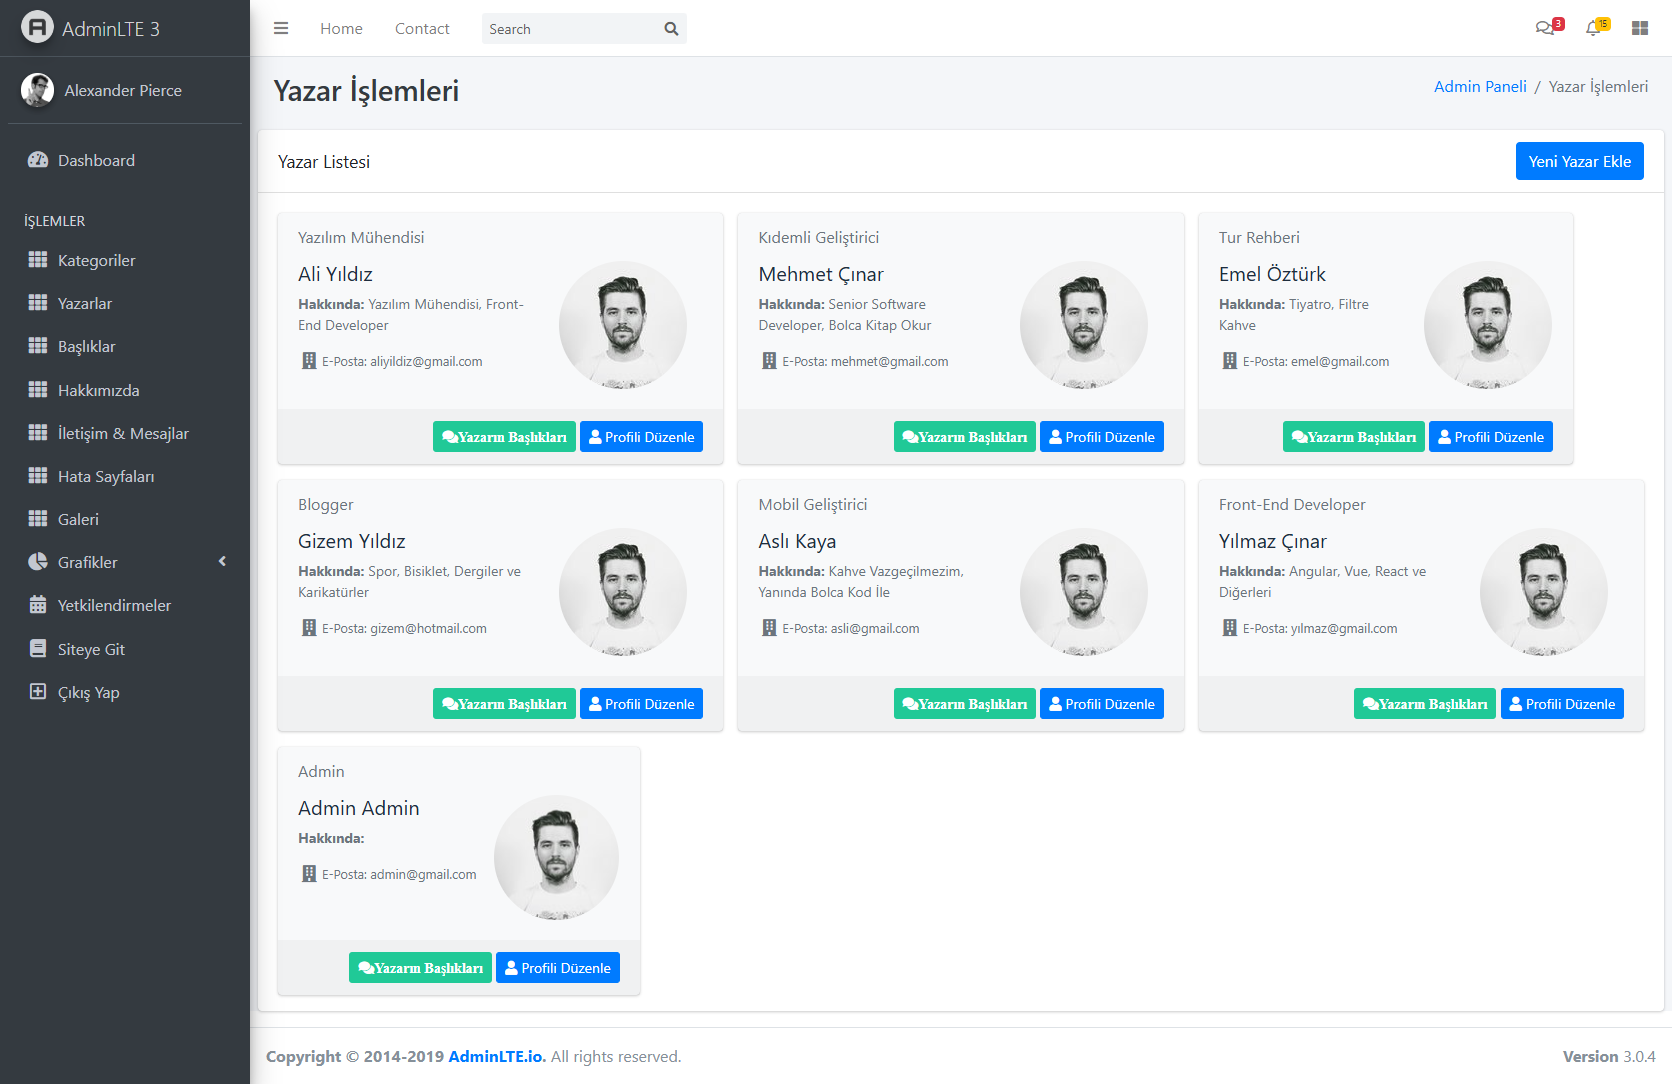 AdminLTE 3
Home
Contact
Search
3
15
Alexander Pierce
Yazar İşlemleri
Admin Paneli / Yazar İşlemleri
Dashboard
İŞLEMLER
Kategoriler
Yazarlar
Başlıklar
Hakkımızda
İletişim & Mesajlar
Hata Sayfaları
Galeri
Grafikler
Yetkilendirmeler
Siteye Git
Çıkış Yap
Yazar Listesi
Yeni Yazar Ekle
Yazılım Mühendisi
Ali Yıldız
Hakkında: Yazılım Mühendisi, Front-
End Developer
E-Posta: aliyildiz@gmail.com
Yazarın Başlıkları
Profili Düzenle
Kıdemli Geliştirici
Mehmet Çınar
Hakkında: Senior Software
Developer, Bolca Kitap Okur
E-Posta: mehmet@gmail.com
Yazarın Başlıkları
Profili Düzenle
Tur Rehberi
Emel Öztürk
Hakkında: Tiyatro, Filtre
Kahve
E-Posta: emel@gmail.com
Yazarın Başlıkları
Profili Düzenle
Blogger
Gizem Yıldız
Hakkında: Spor, Bisiklet, Dergiler ve
Karikatürler
E-Posta: gizem@hotmail.com
Yazarın Başlıkları
Profili Düzenle
Mobil Geliştirici
Aslı Kaya
Hakkında: Kahve Vazgeçilmezim,
Yanında Bolca Kod İle
E-Posta: asli@gmail.com
Yazarın Başlıkları
Profili Düzenle
Front-End Developer
Yılmaz Çınar
Hakkında: Angular, Vue, React ve
Diğerleri
E-Posta: yılmaz@gmail.com
Yazarın Başlıkları
Profili Düzenle
Admin
Admin Admin
Hakkında:
E-Posta: admin@gmail.com
Yazarın Başlıkları
Profili Düzenle
Copyright © 2014-2019 AdminLTE.io. All rights reserved.
Version 3.0.4